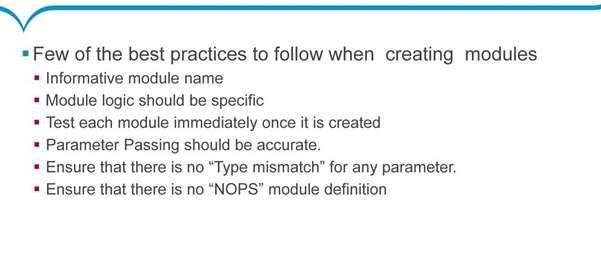 Few of the best practices to follow when creating modules
Informative module name
Module logic should be specific
Test each module immediately once it is created
Parameter Passing should be accurate.
Ensure that there is no “Type mismatch” for any parameter.
Ensure that there is no “NOPS” module definition